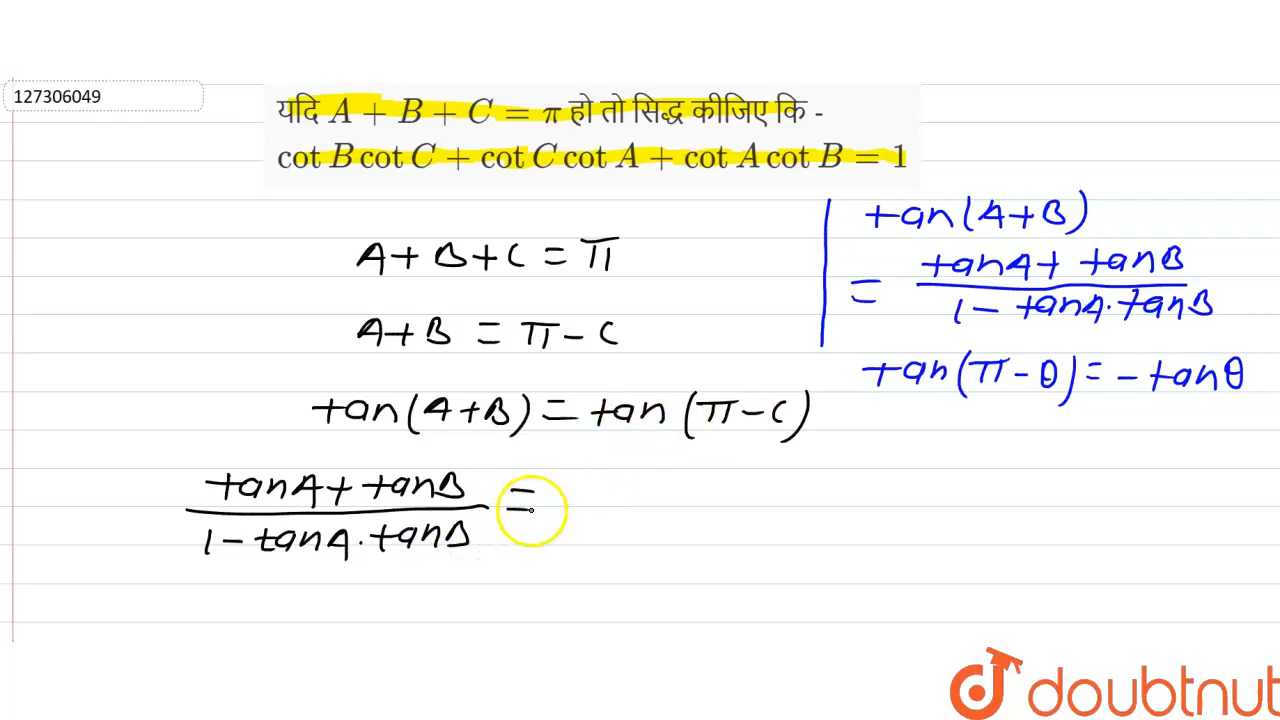 127306049
यदि A + B + C = π हो तो सिद्ध कीजिए कि -
cot B cot C + cot C cot A + cot A cot B = 1
A + B + C = π
A + B = π - C
tan(A + B) = tan(π - C)
tanA + tanB =
1 - tanA . tanB
tan(A + B)
= tanA + tanB
1 - tanA . tanB
tan(π - θ) = - tanθ
doubtnut